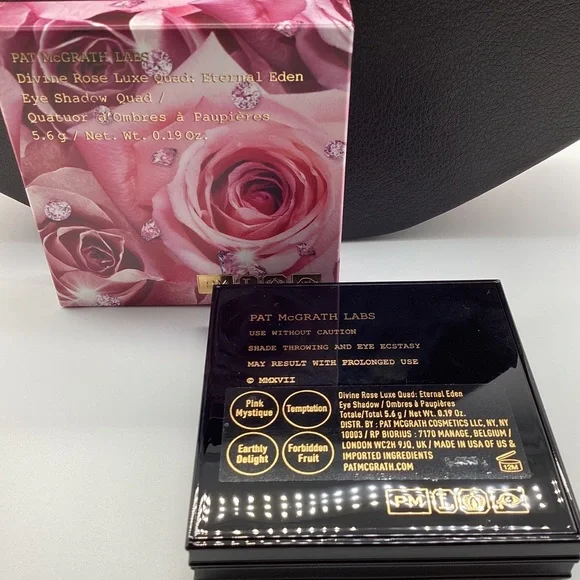 PAT McGRATH LABS
Divine Rose Luxe Quad: Eternal Eden
Eye Shadow Quad /
Quatuor d'Ombres à Paupières
5.6 g / Net. Wt. 0.19 Oz.
PM
PAT McGRATH LABS
USE WITHOUT CAUTION
SHADE THROWING AND EYE ECSTASY
MAY RESULT WITH PROLONGED USE
© MMXVII
Pink
Mystique
Temptation
Earthly
Delight
Forbidden
Fruit
Divine Rose Luxe Quad: Eternal Eden
Eye Shadow / Ombres à Paupières
Totale/Total 5.6 g / Net Wt. 0.19 Oz.
DISTR. BY : PAT MCGRATH COSMETICS LLC, NY, NY
10003 / RP BIORIUS : 7170 MANAGE, BELGIUM /
LONDON WC2H 9JQ, UK / MADE IN USA OF US &
IMPORTED INGREDIENTS
PATMCGRATH.COM
12M
PM